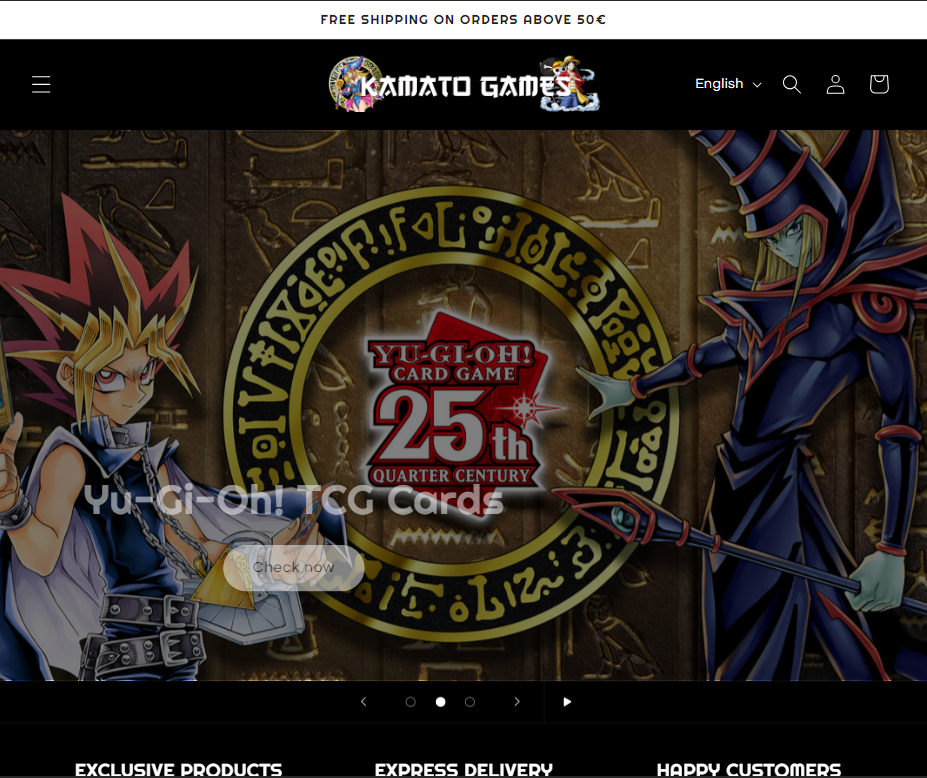 FREE SHIPPING ON ORDERS ABOVE 50€
KAMATO GAMES
English
YU-GI-OH!
CARD GAME
25th
QUARTER CENTURY
Yu-Gi-Oh! TCG Cards
Check now
EXCLUSIVE PRODUCTS
EXPRESS DELIVERY
HAPPY CUSTOMERS